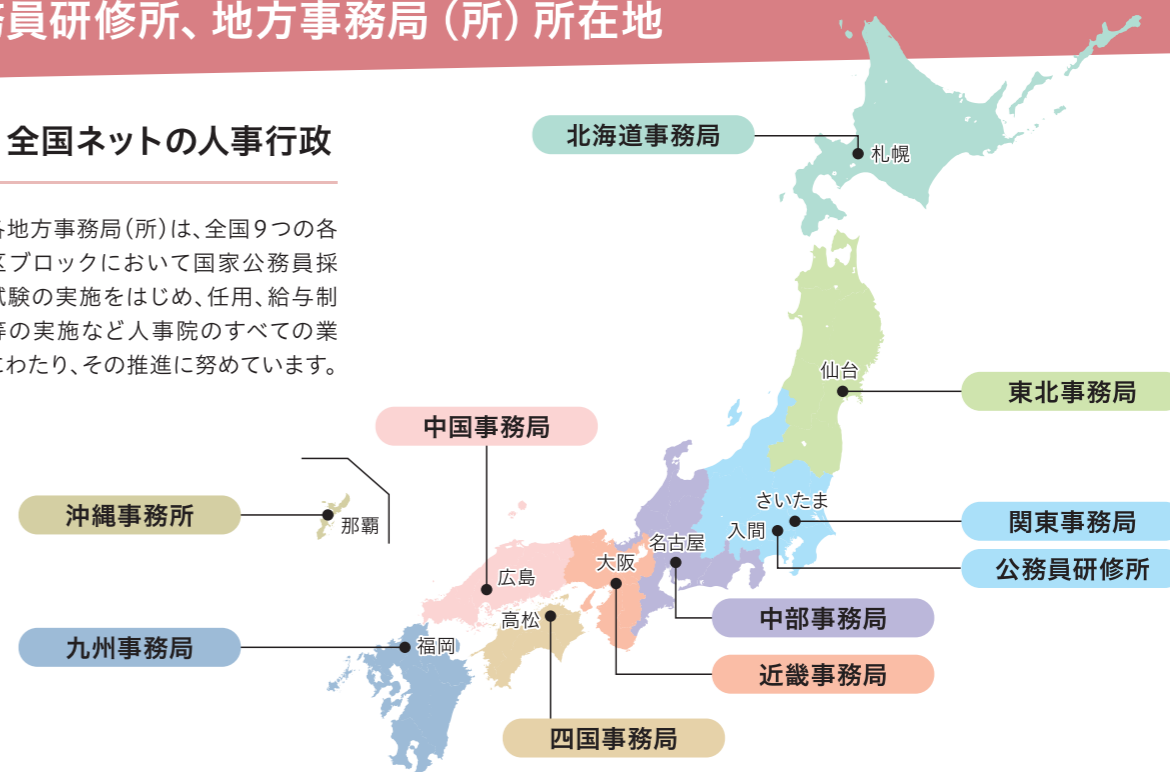 務員研修所、地方事務局（所）所在地
全国ネットの人事行政
各地方事務局（所）は、全国9つの各
区ブロックにおいて国家公務員採
試験の実施をはじめ、任用、給与制
等の実施など人事院のすべての業
にわたり、その推進に努めています。
北海道事務局
札幌
仙台
東北事務局
中国事務局
沖縄事務所
那覇
さいたま
関東事務局
入間
公務員研修所
名古屋
中部事務局
大阪
近畿事務局
広島
高松
四国事務局
九州事務局
福岡